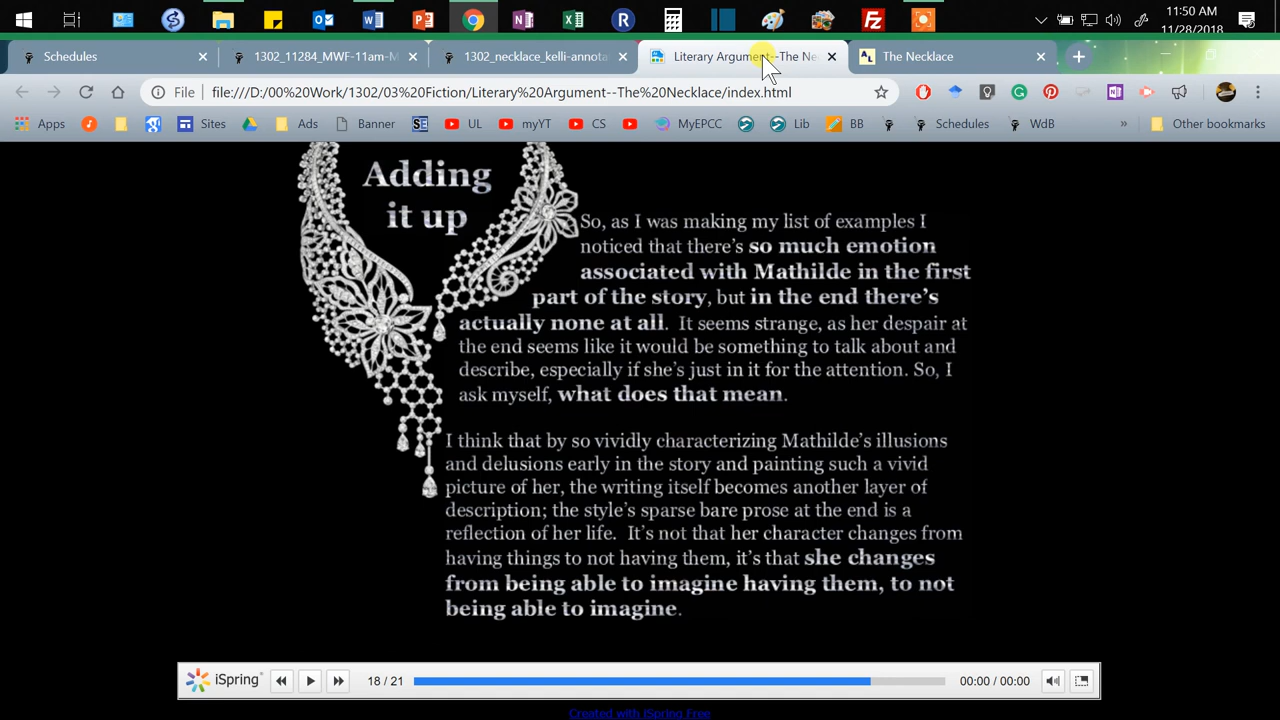 11:50 AM
11/28/2018
Schedules
1302_11284_MWF-11am-M
1302_necklace_kelli-annota
Literary Argument--The Ne
The Necklace
File
file:///D:/00%20Work/1302/03%20Fiction/Literary%20Argument--The%20Necklace/index.html
Apps
Sites
Ads
Banner
SE
UL
myYT
CS
MyEPCC
Lib
BB
Schedules
WdB
»
Other bookmarks
Adding
it up
So, as I was making my list of examples I
noticed that there's so much emotion
associated with Mathilde in the first
part of the story, but in the end there's
actually none at all. It seems strange, as her despair at
the end seems like it would be something to talk about and
describe, especially if she's just in it for the attention. So, I
ask myself, what does that mean.
I think that by so vividly characterizing Mathilde's illusions
and delusions early in the story and painting such a vivid
picture of her, the writing itself becomes another layer of
description; the style's sparse bare prose at the end is a
reflection of her life. It's not that her character changes from
having things to not having them, it's that she changes
from being able to imagine having them, to not
being able to imagine.
iSpring
18 / 21
00:00 / 00:00
Created with iSpring Free